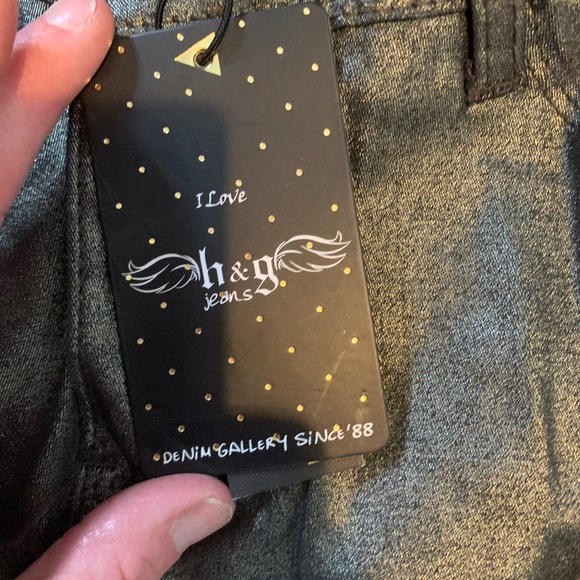 I Love
h&g
jeans
DENIM GALLERY SINCE '88